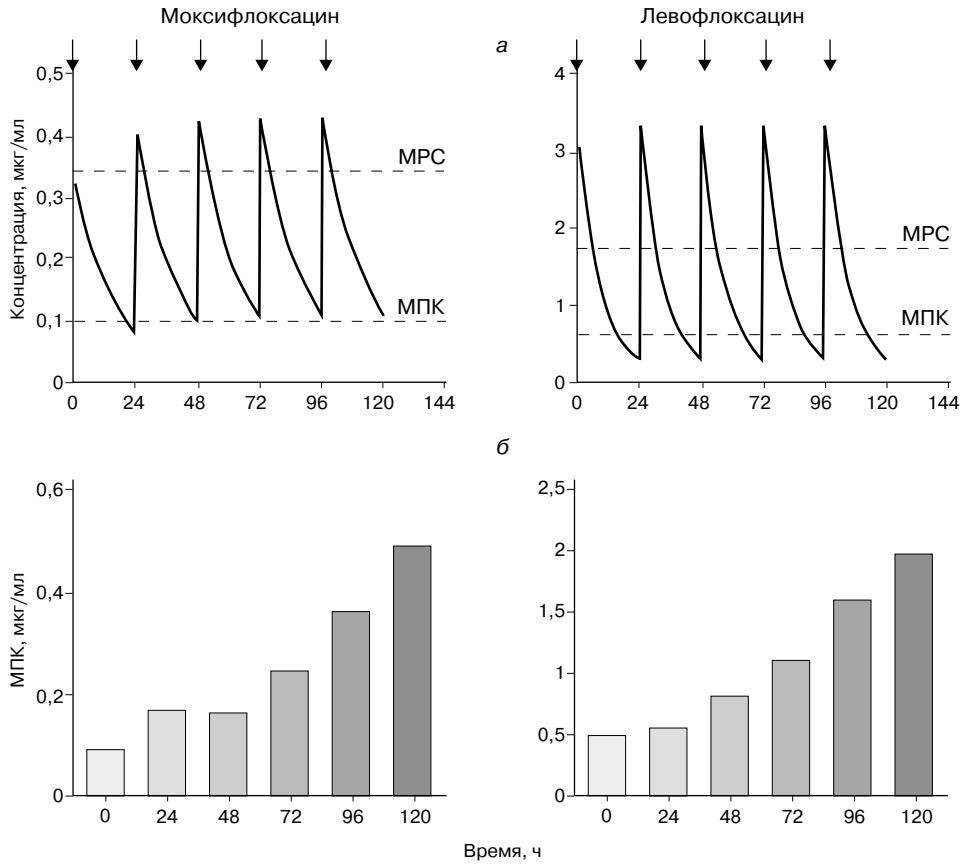 Моксифлоксацин
Левофлоксацин
а
Концентрация, мкг/мл
0,5
0,4
0,3
0,2
0,1
0
МРС
МПК
0 24 48 72 96 120 144
4
3
2
1
0
МРС
МПК
0 24 48 72 96 120 144
б
МПК, мкг/мл
0,6
0,4
0,2
0
0 24 48 72 96 120
2,5
2
1,5
1
0,5
0
0 24 48 72 96 120
Время, ч